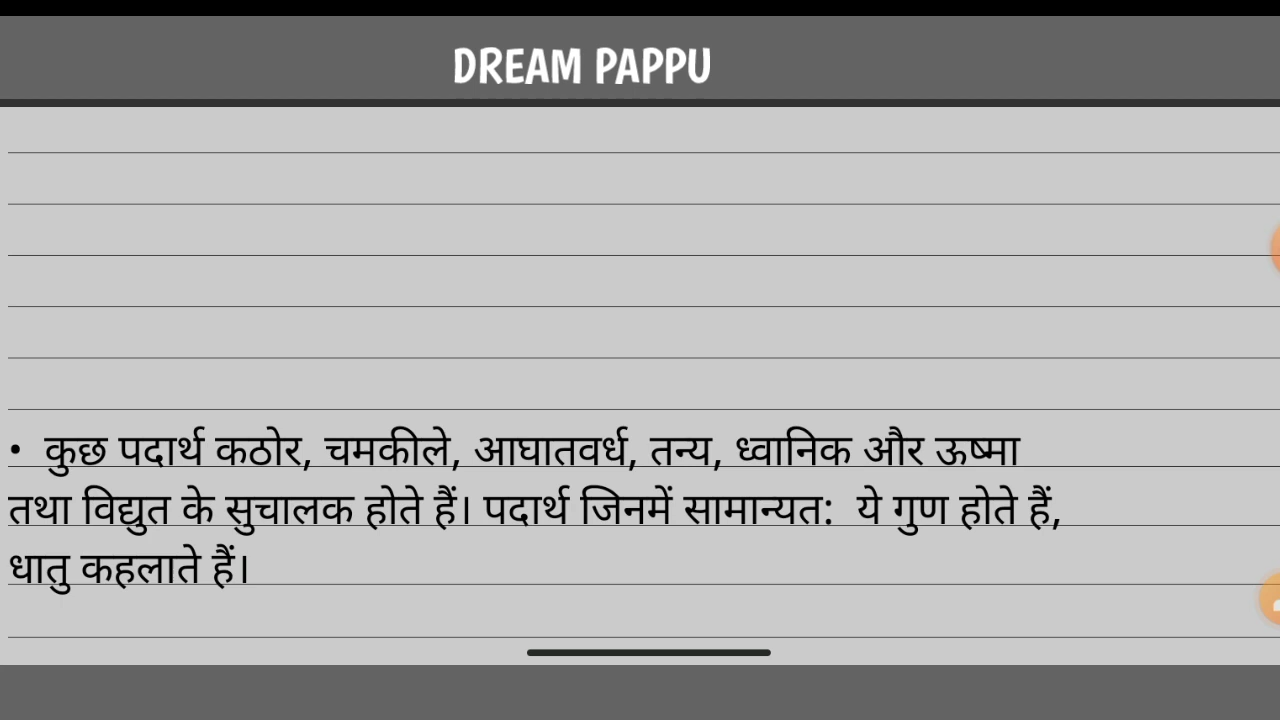 DREAM PAPPU
• कुछ पदार्थ कठोर, चमकीले, आघातवर्ध, तन्य, ध्वानिक और ऊष्मा
तथा विद्युत के सुचालक होते हैं। पदार्थ जिनमें सामान्यत: ये गुण होते हैं,
धातु कहलाते हैं।